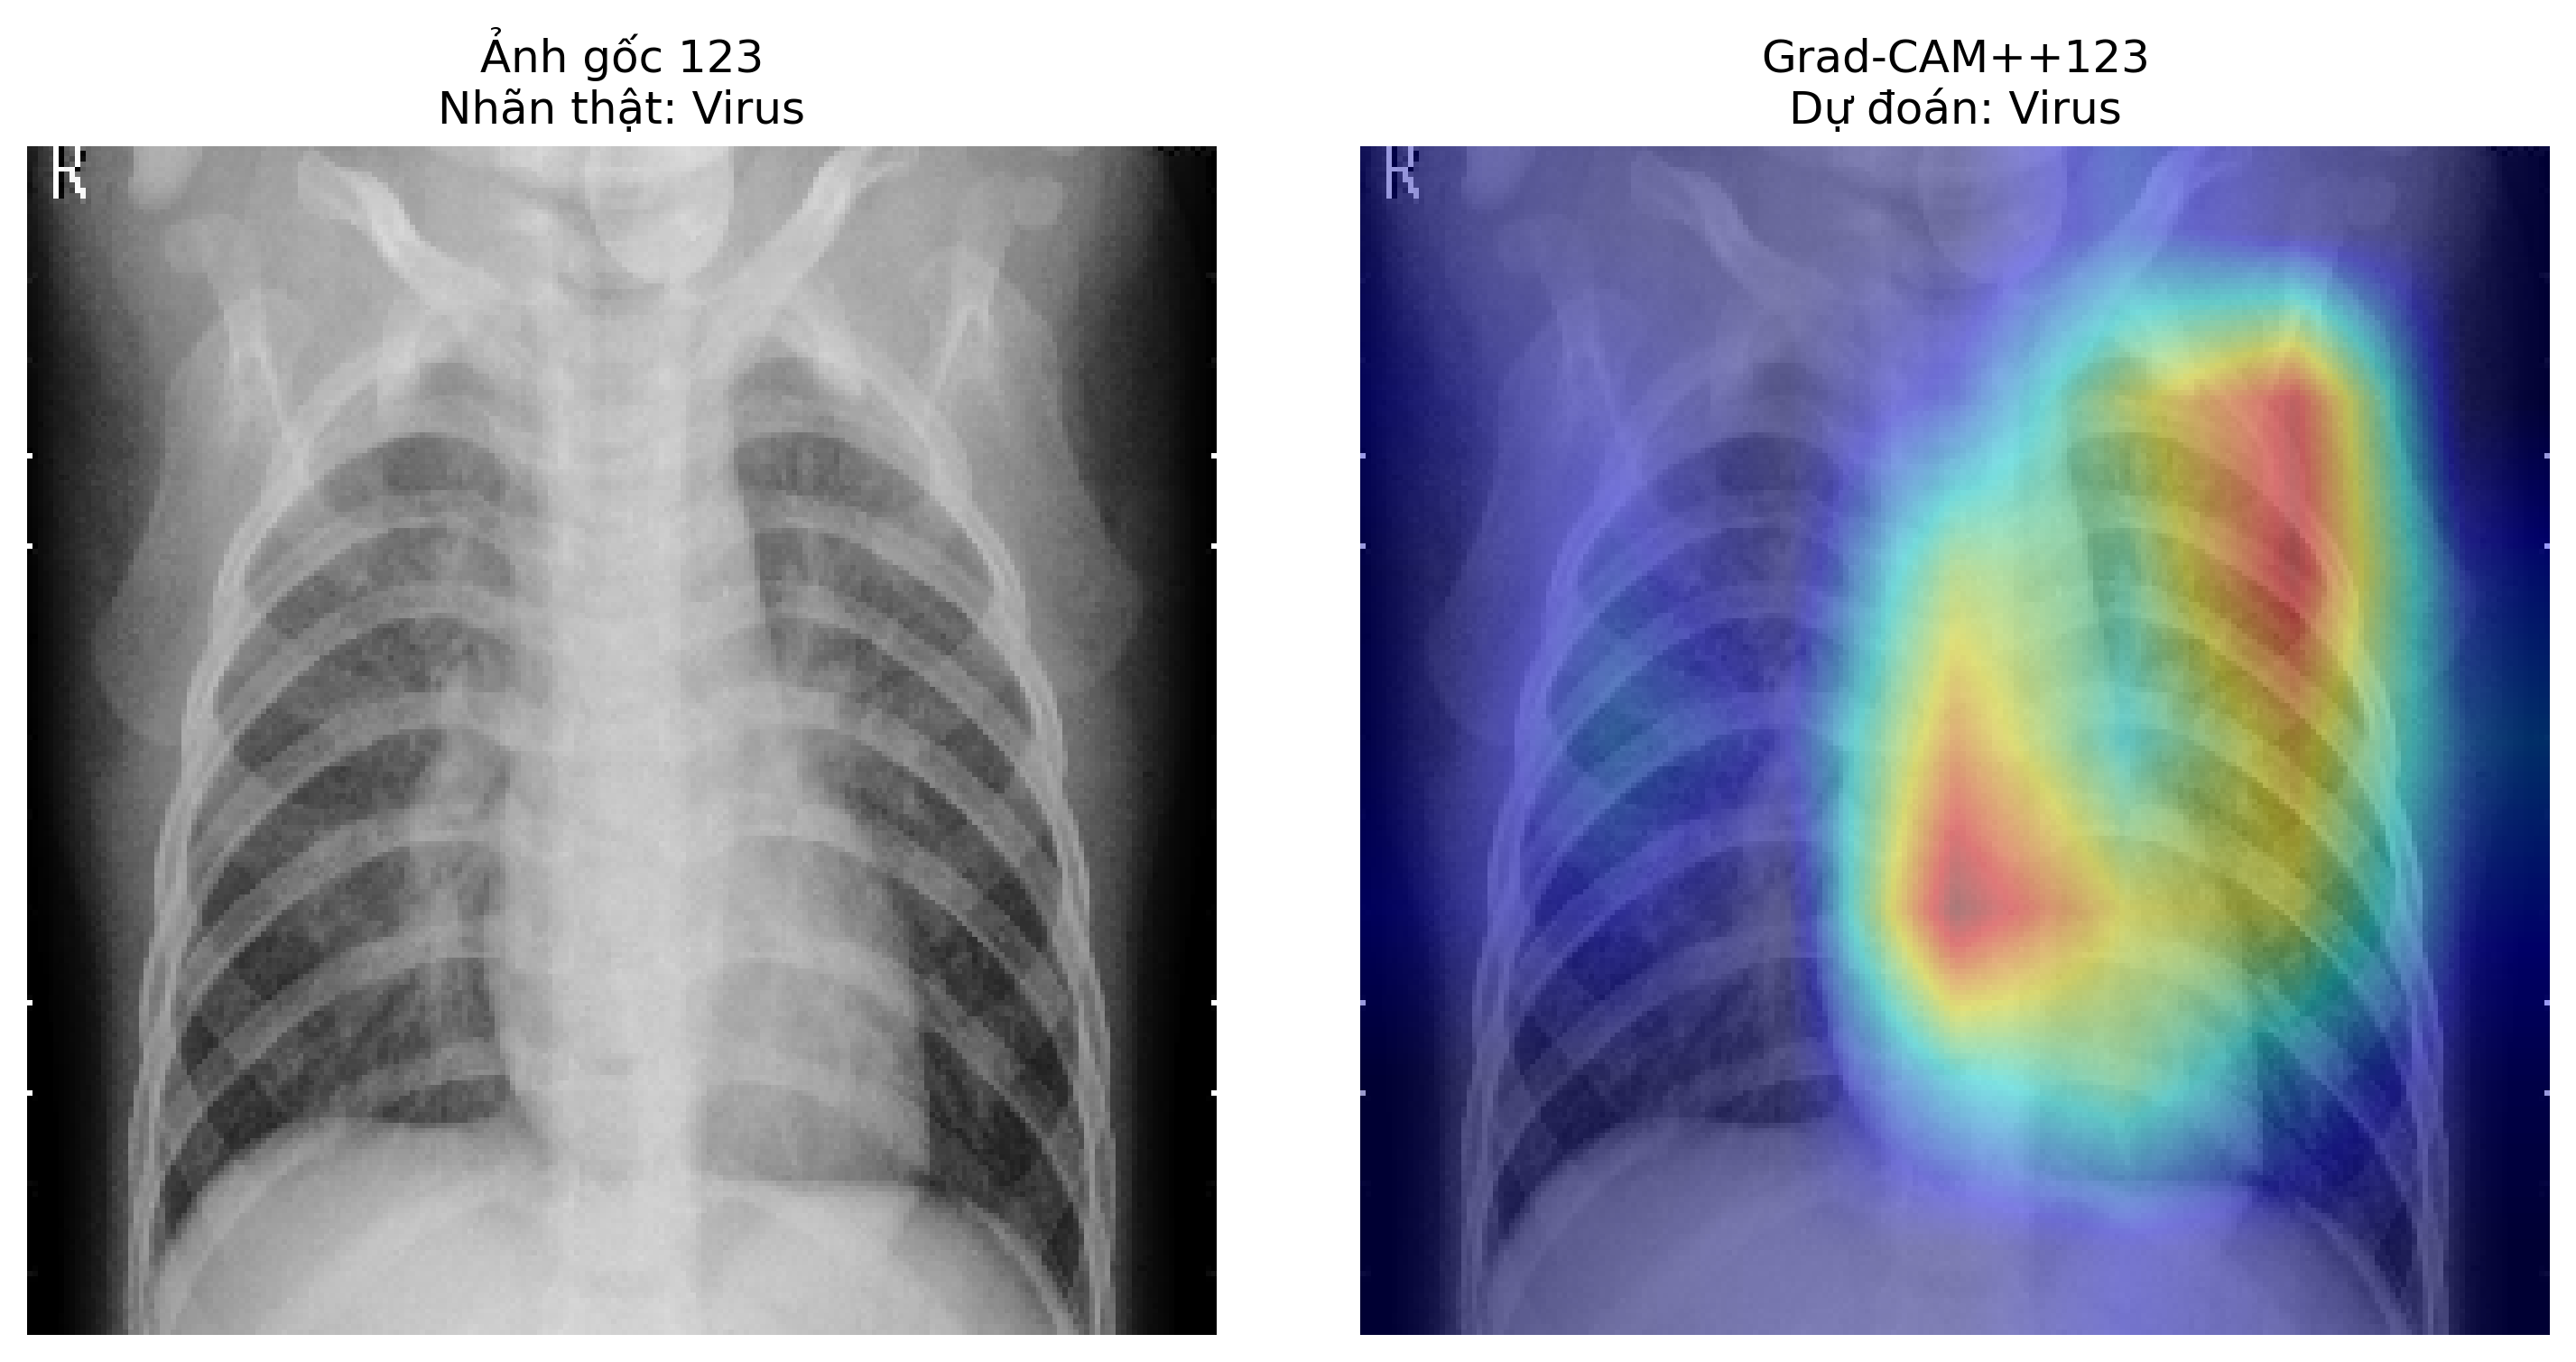 Ảnh gốc 123
Nhãn thật: Virus
Grad-CAM++123
Dự đoán: Virus
R
R